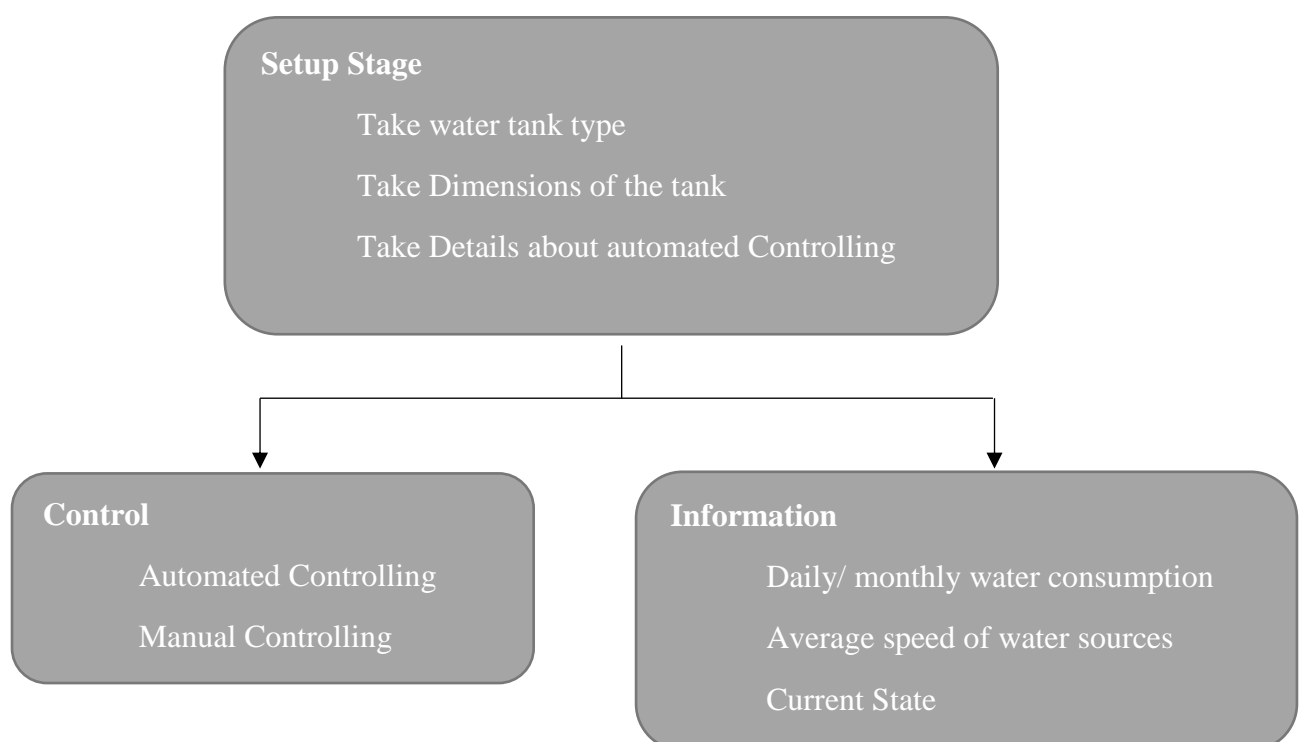 Setup Stage
Take water tank type
Take Dimensions of the tank
Take Details about automated Controlling
Control
Automated Controlling
Manual Controlling
Information
Daily/ monthly water consumption
Average speed of water sources
Current State